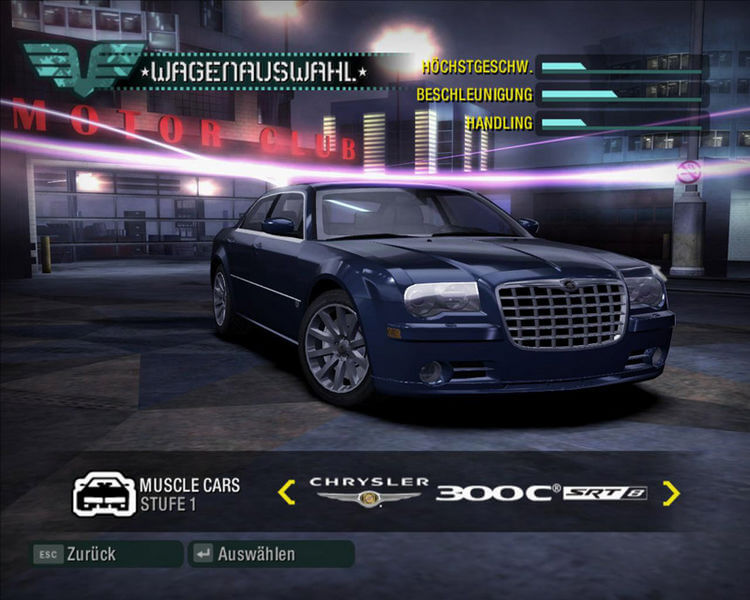 ★WAGENAUSWAHL★
HÖCHSTGESCHW.
BESCHLEUNIGUNG
HANDLING
MOTOR CLUB
MUSCLE CARS
STUFE 1
CHRYSLER
300C® SRT8
ESC Zurück
Auswählen